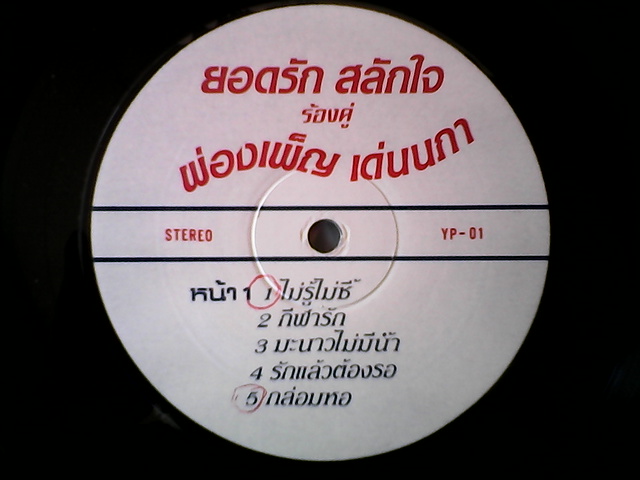 ยอดรัก สลักใจ
ร้องคู่
ผ่องเพ็ญ เด่นนภา
STEREO
YP-01
หน้า 1 1 ไม่รู้ไม่ชี้
2 กีฬารัก
3 มะนาวไม่มีน้ำ
4 รักแล้วต้องรอ
5 กล่อมหอ